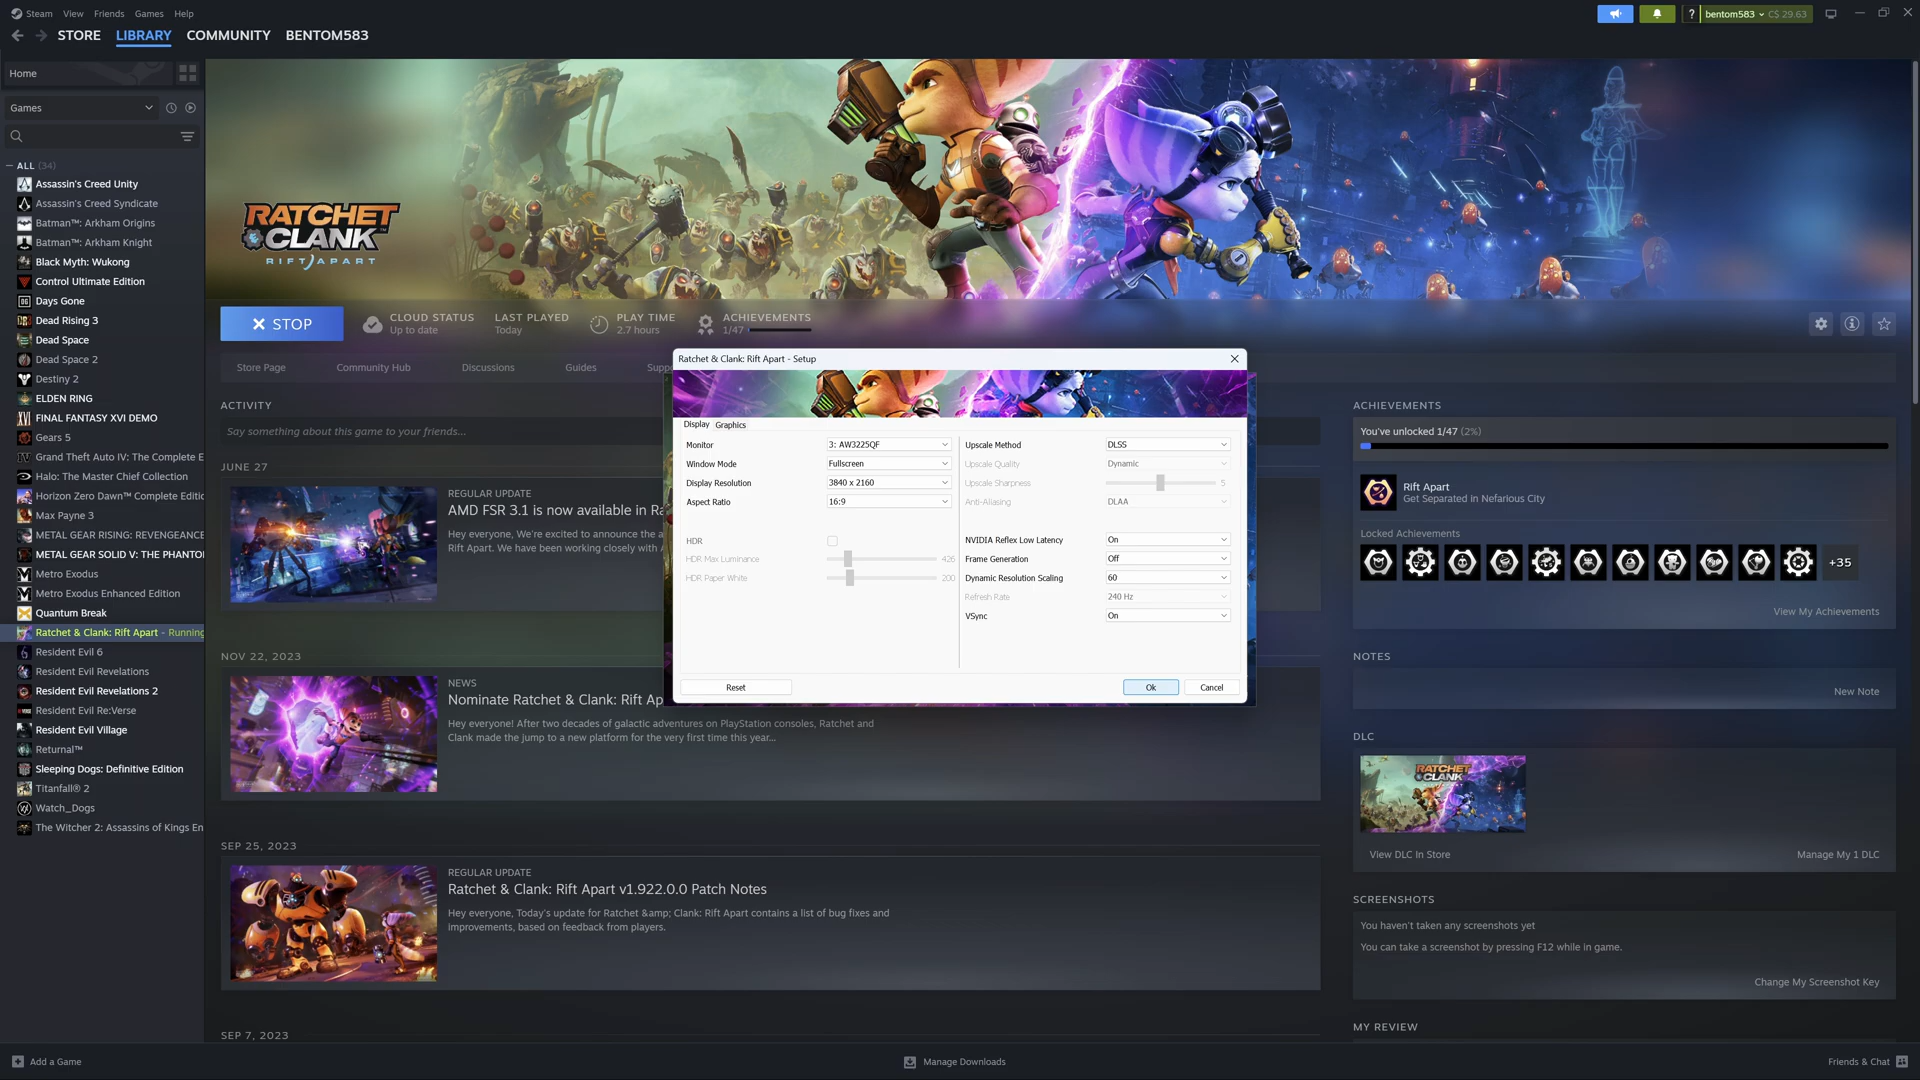 Steam View Friends Games Help
? bentom583 C$ 29.63
STORE LIBRARY COMMUNITY BENTOM583
Home
Games
ALL (34)
Assassin's Creed Unity
Assassin's Creed Syndicate
Batman™: Arkham Origins
Batman™: Arkham Knight
Black Myth: Wukong
Control Ultimate Edition
Days Gone
Dead Rising 3
Dead Space
Dead Space 2
Destiny 2
ELDEN RING
FINAL FANTASY XVI DEMO
Gears 5
Grand Theft Auto IV: The Complete E
Halo: The Master Chief Collection
Horizon Zero Dawn™ Complete Editic
Max Payne 3
METAL GEAR RISING: REVENGEANCE
METAL GEAR SOLID V: THE PHANTO
Metro Exodus
Metro Exodus Enhanced Edition
Quantum Break
Ratchet & Clank: Rift Apart - Running
Resident Evil 6
Resident Evil Revelations
Resident Evil Revelations 2
Resident Evil Re:Verse
Resident Evil Village
Returnal™
Sleeping Dogs: Definitive Edition
Titanfall® 2
Watch_Dogs
The Witcher 2: Assassins of Kings En
Add a Game
RATCHET
CLANK
RIFT APART
STOP
CLOUD STATUS
Up to date
LAST PLAYED
Today
PLAY TIME
2.7 hours
ACHIEVEMENTS
1/47
Store Page Community Hub Discussions Guides Suppo
ACTIVITY
Say something about this game to your friends...
JUNE 27
REGULAR UPDATE
AMD FSR 3.1 is now available in Ra
Hey everyone, We're excited to announce the a
Rift Apart. We have been working closely with
NOV 22, 2023
NEWS
Nominate Ratchet & Clank: Rift Ap
Hey everyone! After two decades of galactic adventures on PlayStation consoles, Ratchet and
Clank made the jump to a new platform for the very first time this year...
SEP 25, 2023
REGULAR UPDATE
Ratchet & Clank: Rift Apart v1.922.0.0 Patch Notes
Hey everyone, Today's update for Ratchet &amp; Clank: Rift Apart contains a list of bug fixes and
improvements, based on feedback from players.
SEP 7, 2023
Ratchet & Clank: Rift Apart - Setup
Display Graphics
Monitor 3: AW3225QF
Window Mode Fullscreen
Display Resolution 3840 x 2160
Aspect Ratio 16:9
HDR
HDR Max Luminance 426
HDR Paper White 200
Upscale Method DLSS
Upscale Quality Dynamic
Upscale Sharpness 5
Anti-Aliasing DLAA
NVIDIA Reflex Low Latency On
Frame Generation Off
Dynamic Resolution Scaling 60
Refresh Rate 240 Hz
VSync On
Reset Ok Cancel
ACHIEVEMENTS
You've unlocked 1/47 (2%)
Rift Apart
Get Separated in Nefarious City
Locked Achievements
+35
View My Achievements
NOTES
New Note
DLC
RATCHET
CLANK
View DLC In Store Manage My 1 DLC
SCREENSHOTS
You haven't taken any screenshots yet
You can take a screenshot by pressing F12 while in game.
Change My Screenshot Key
MY REVIEW
Manage Downloads
Friends & Chat